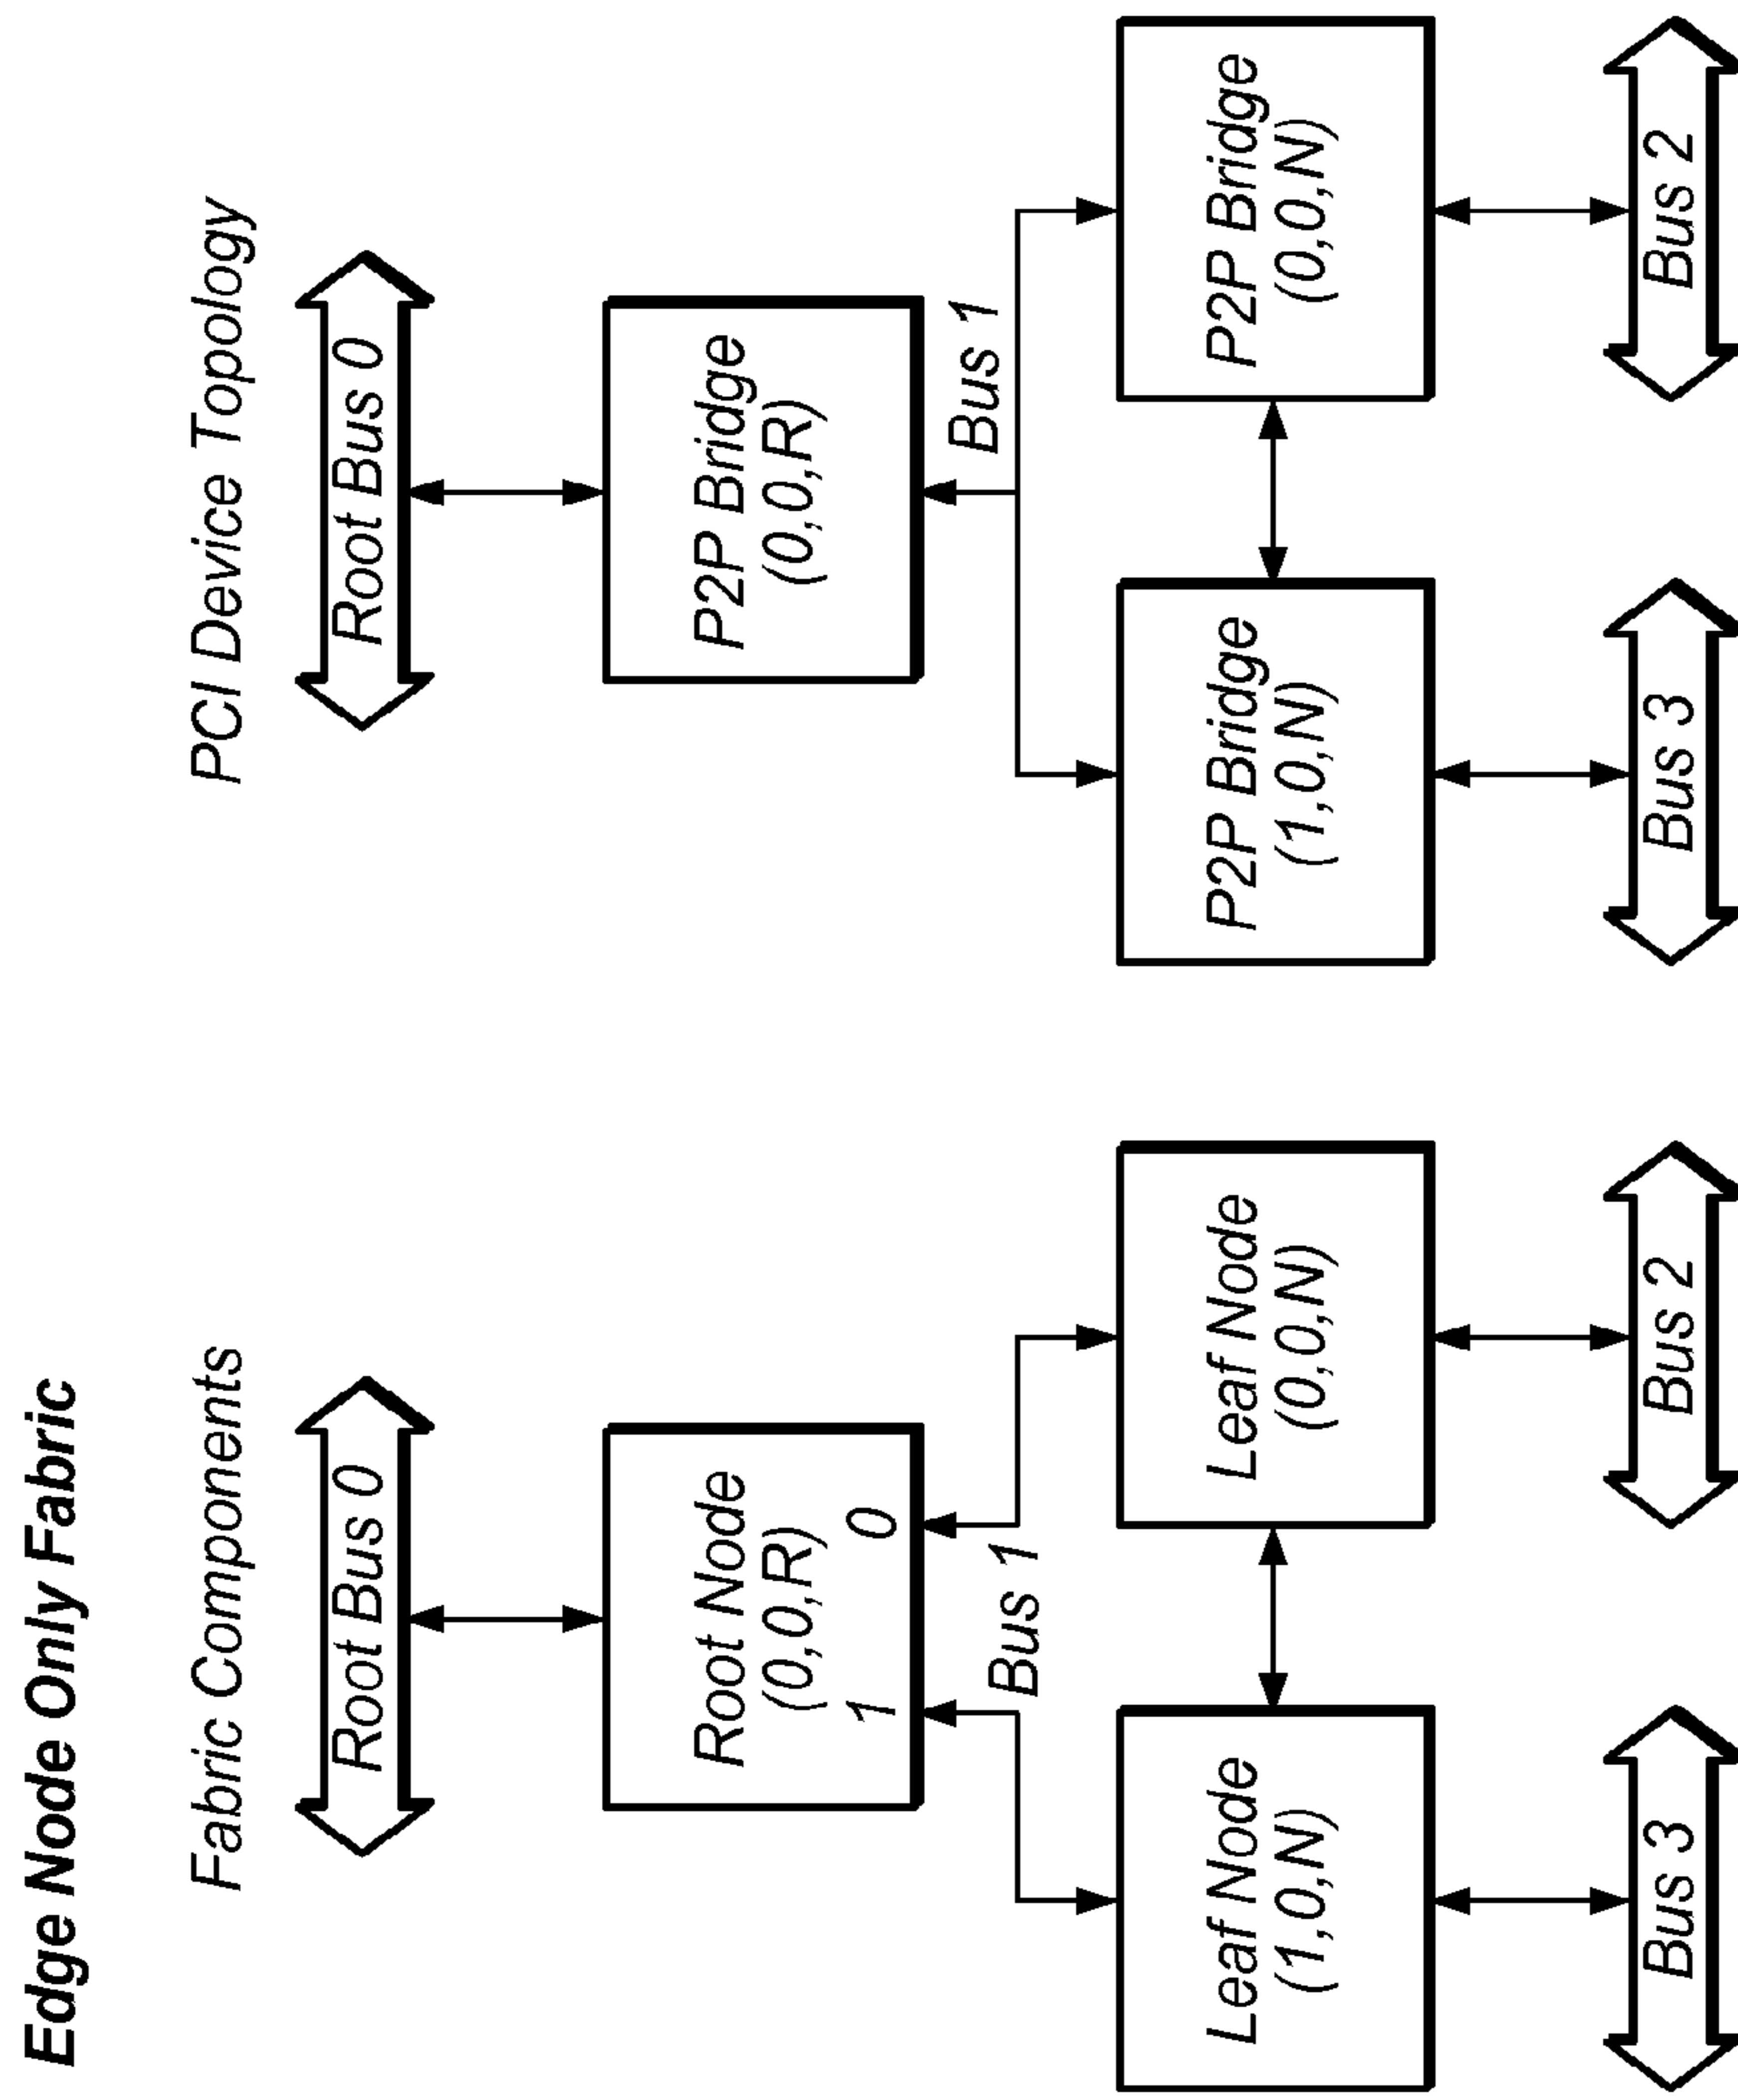 Edge Node Only Fabric
Fabric Components
Root Bus 0
Root Node
(0,0,R)
1 0
Bus 1
Leaf Node
(1,0,N)
Leaf Node
(0,0,N)
Bus 3
Bus 2
PCI Device Topology
Root Bus 0
P2P Bridge
(0,0,R)
Bus 1
P2P Bridge
(1,0,N)
P2P Bridge
(0,0,N)
Bus 3
Bus 2